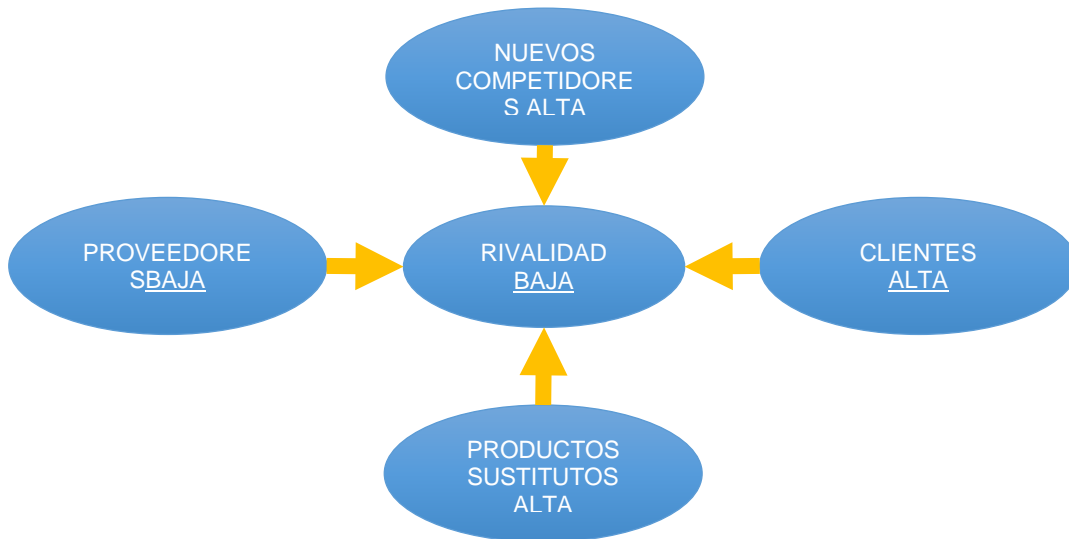 NUEVOS
COMPETIDORE
S ALTA
PROVEEDORE
SBAJA
RIVALIDAD
BAJA
CLIENTES
ALTA
PRODUCTOS
SUSTITUTOS
ALTA